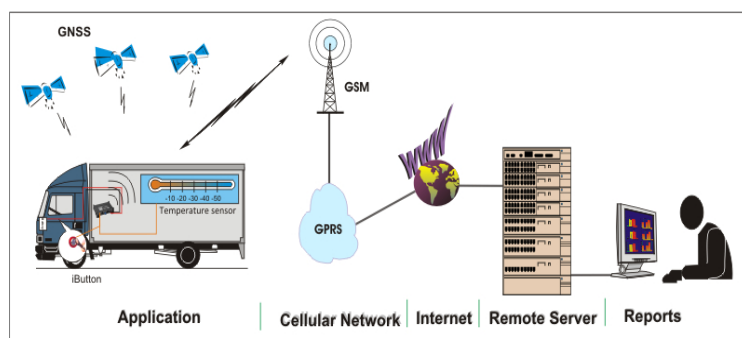 GNSS
GSM
WWW
-10 -20 -30 -40 -50
Temperature sensor
GPRS
iButton
Application
Cellular Network
Internet
Remote Server
Reports